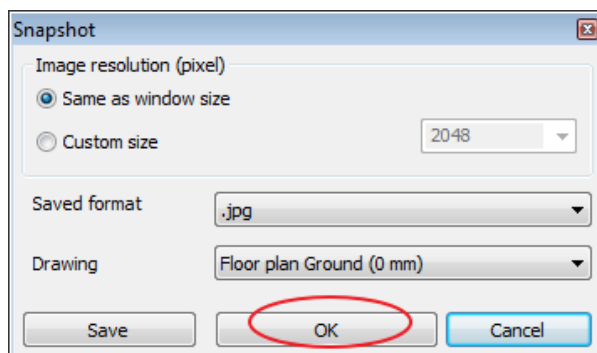 Snapshot
Image resolution (pixel)
Same as window size
Custom size 2048
Saved format .jpg
Drawing Floor plan Ground (0 mm)
Save OK Cancel